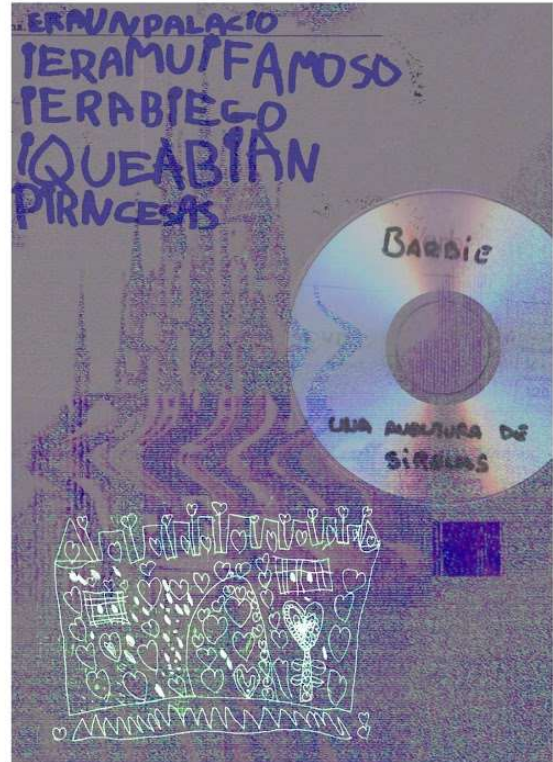 ERAUNPALACIO
IERAMUIFAMOSO
IERABIEGO
IQUEABIAN
PIRNCESAS
BARBIE
UNA AVENTURA DE
SIRENAS